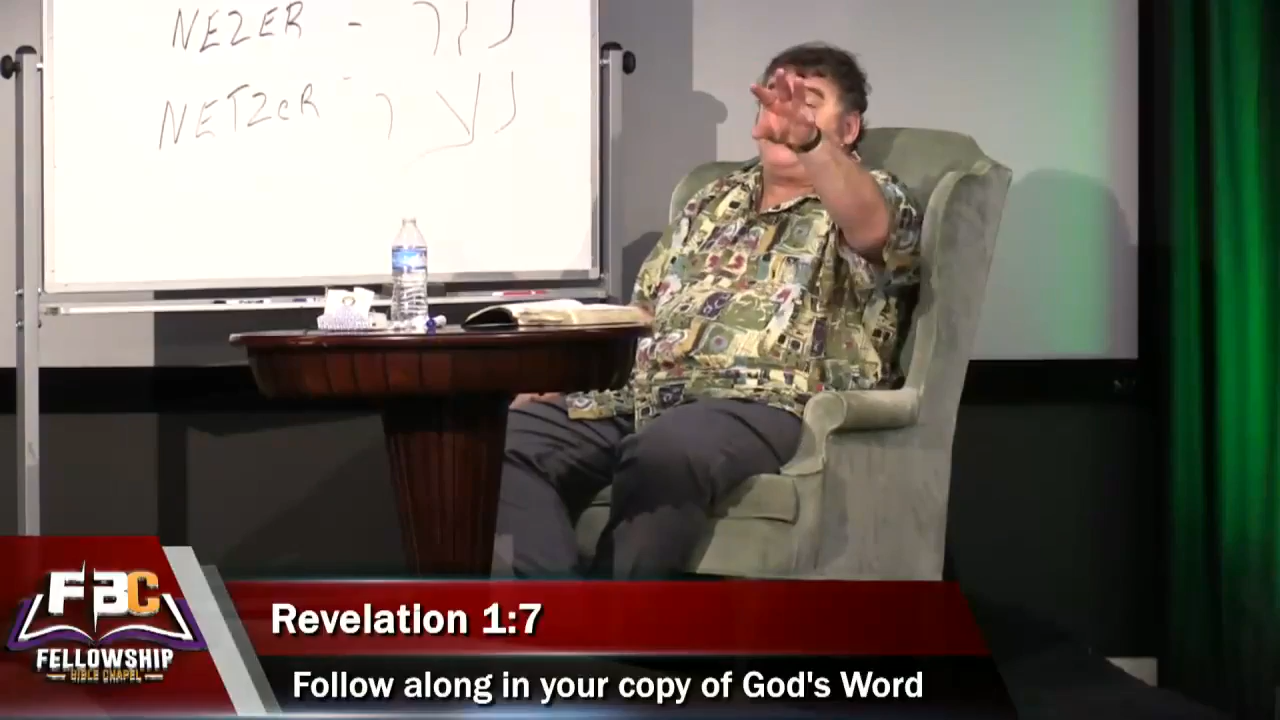 NEZER - נזר
NETZeR - נצר
FBC
FELLOWSHIP
BIBLE CHAPEL
Revelation 1:7
Follow along in your copy of God's Word